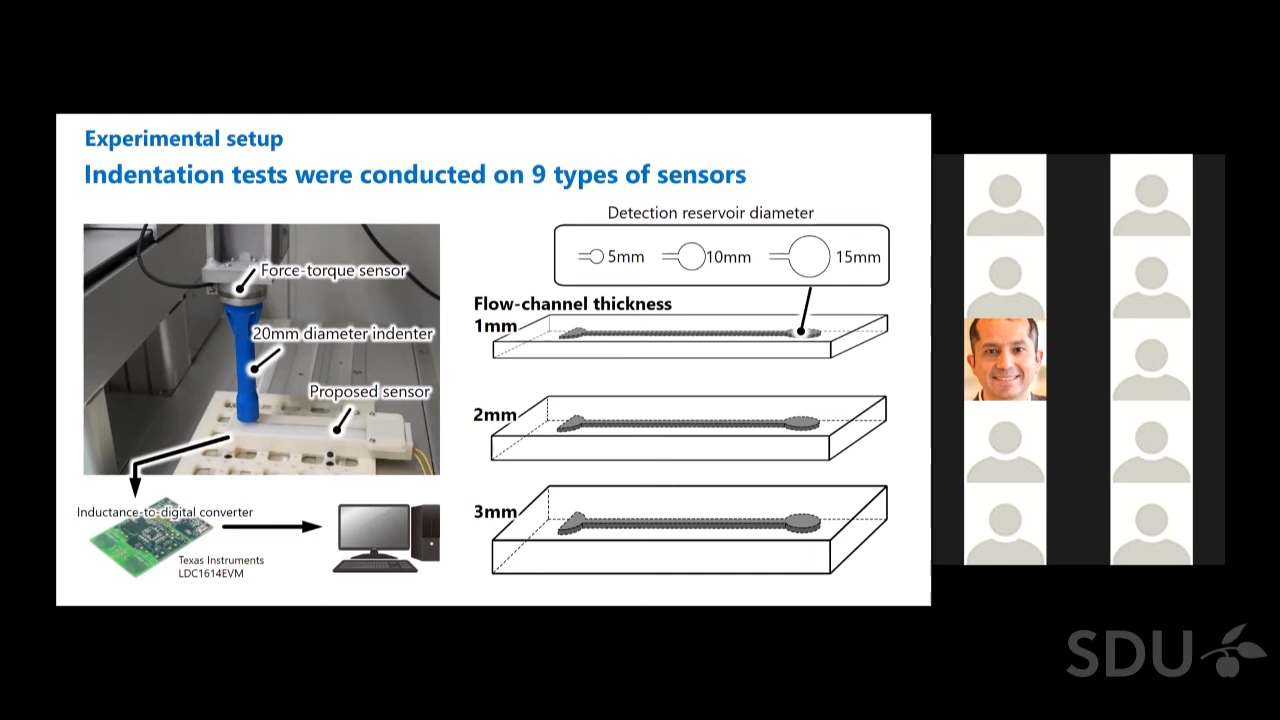 Experimental setup
Indentation tests were conducted on 9 types of sensors
Force-torque sensor
20mm diameter indenter
Proposed sensor
Inductance-to-digital converter
Texas Instruments
LDC1614EVM
Detection reservoir diameter
5mm
10mm
15mm
Flow-channel thickness
1mm
2mm
3mm
SDU